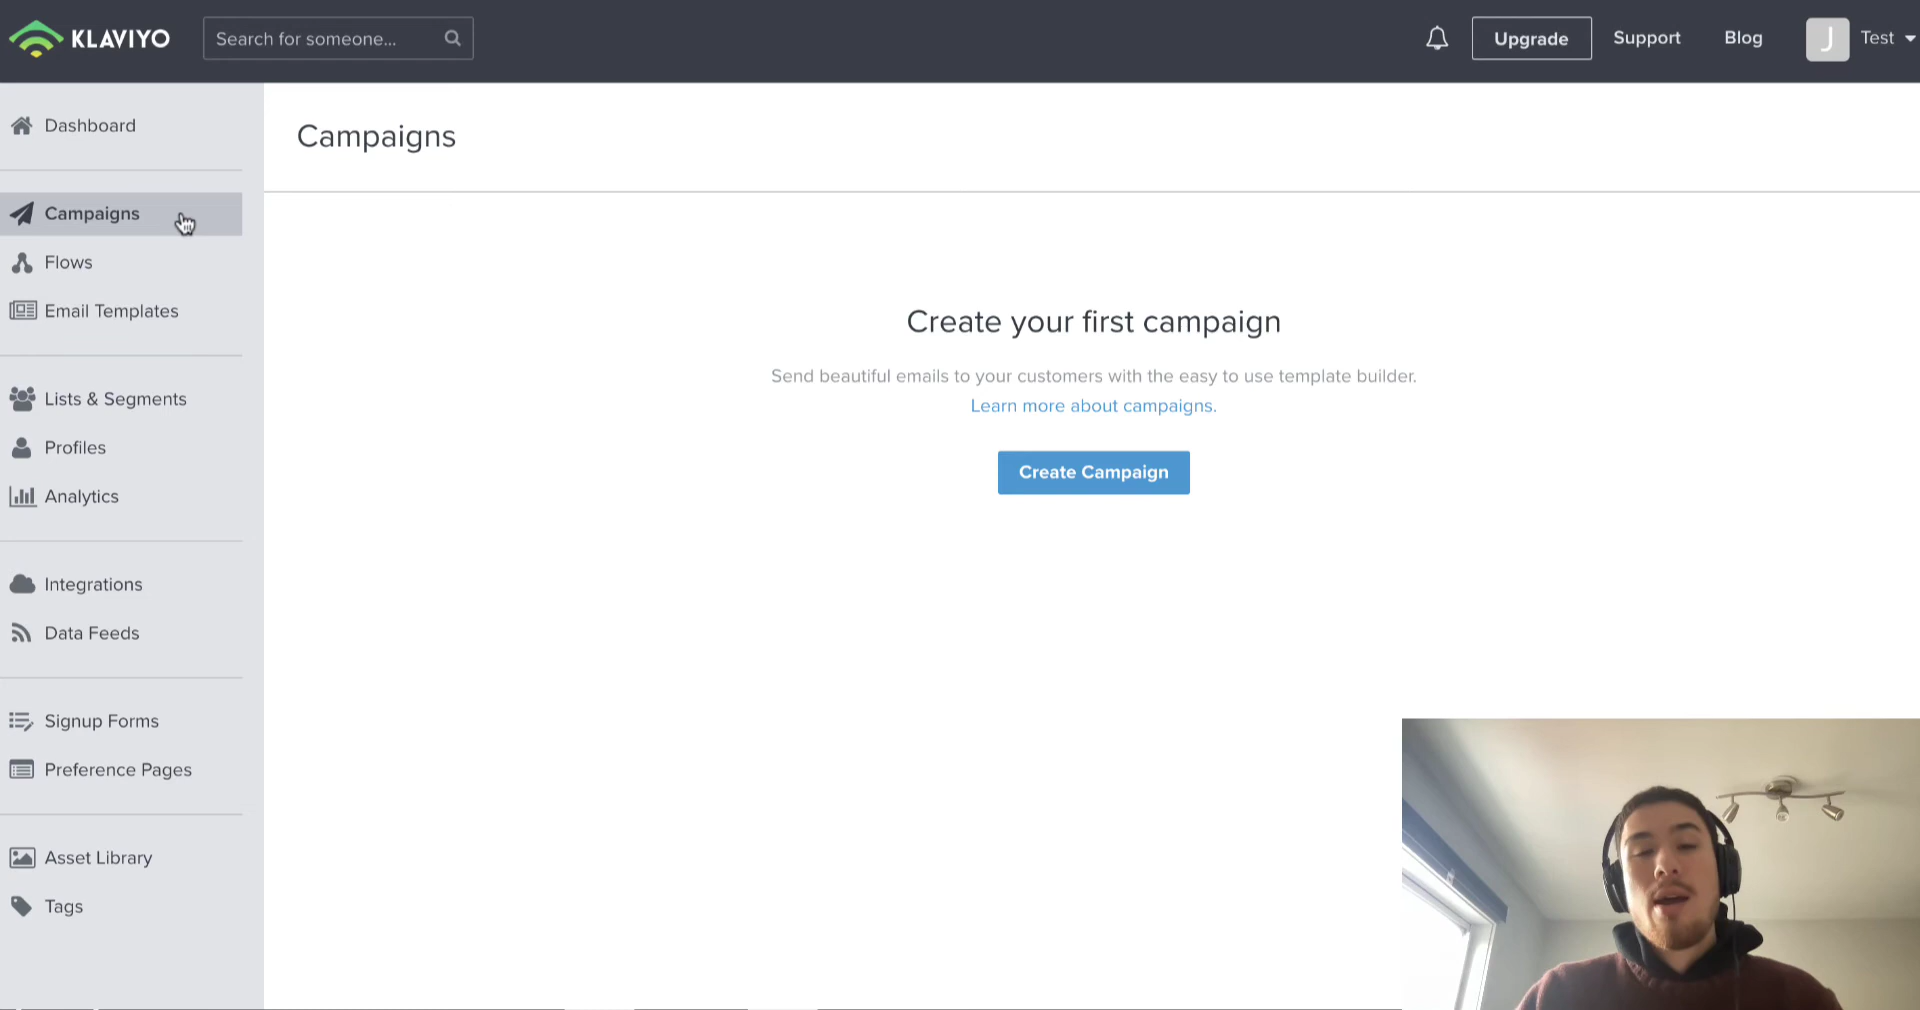 KLAVIYO
Search for someone...
Upgrade
Support
Blog
J
Test
Dashboard
Campaigns
Flows
Email Templates
Lists & Segments
Profiles
Analytics
Integrations
Data Feeds
Signup Forms
Preference Pages
Asset Library
Tags
Campaigns
Create your first campaign
Send beautiful emails to your customers with the easy to use template builder.
Learn more about campaigns.
Create Campaign